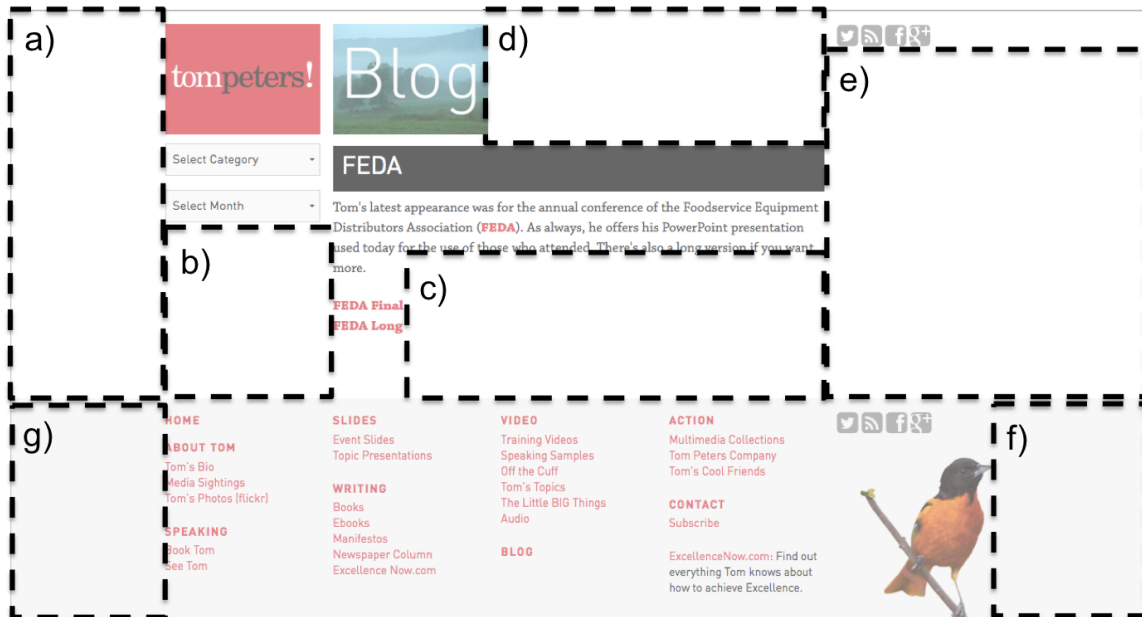 a)
tompeters!
Blog
d)
g+
e)
Select Category
FEDA
Select Month
Tom's latest appearance was for the annual conference of the Foodservice Equipment
Distributors Association (FEDA). As always, he offers his PowerPoint presentation
used today for the use of those who attended. There's also a long version if you want
more.
b)
c)
FEDA Final
FEDA Long
g)
HOME
ABOUT TOM
Tom's Bio
Media Sightings
Tom's Photos (flickr)
SPEAKING
Book Tom
See Tom
SLIDES
Event Slides
Topic Presentations
WRITING
Books
Ebooks
Manifestos
Newspaper Column
Excellence Now.com
VIDEO
Training Videos
Speaking Samples
Off the Cuff
Tom's Topics
The Little BIG Things
Audio
BLOG
ACTION
Multimedia Collections
Tom Peters Company
Tom's Cool Friends
CONTACT
Subscribe
ExcellenceNow.com: Find out
everything Tom knows about
how to achieve Excellence.
g+
f)